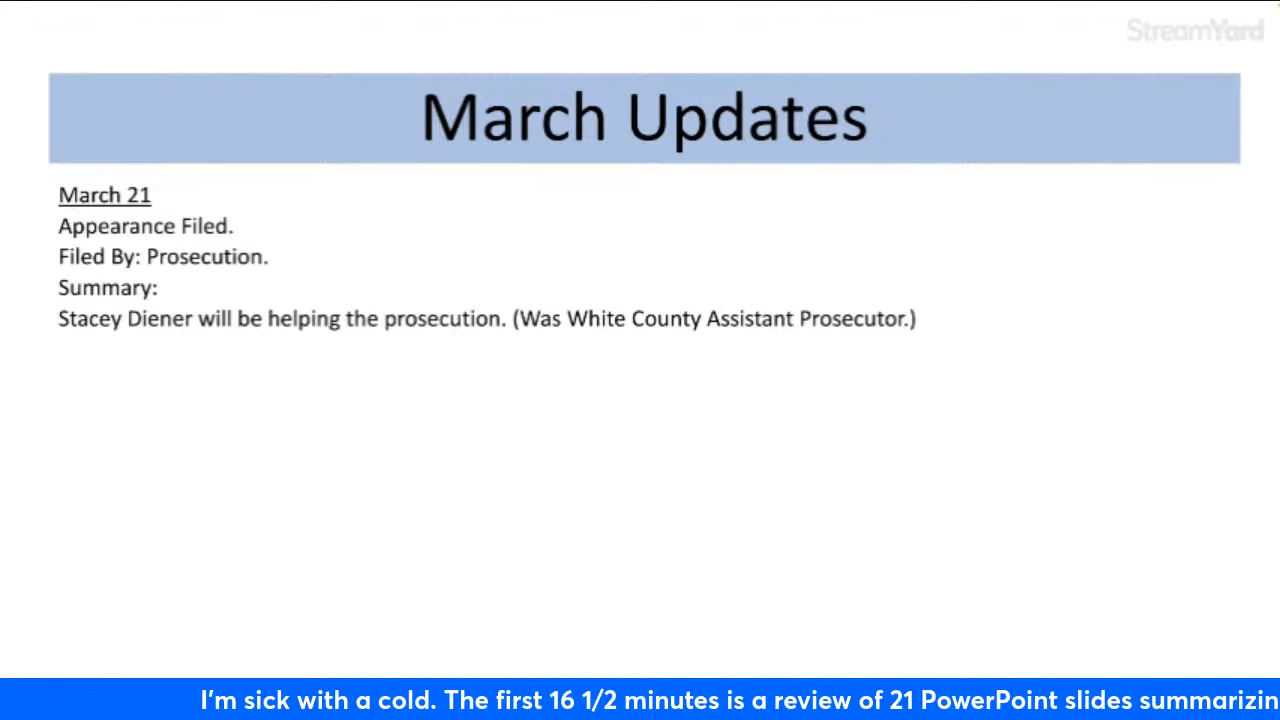 StreamYard
March Updates
March 21
Appearance Filed.
Filed By: Prosecution.
Summary:
Stacey Diener will be helping the prosecution. (Was White County Assistant Prosecutor.)
I'm sick with a cold. The first 16 1/2 minutes is a review of 21 PowerPoint slides summarizin